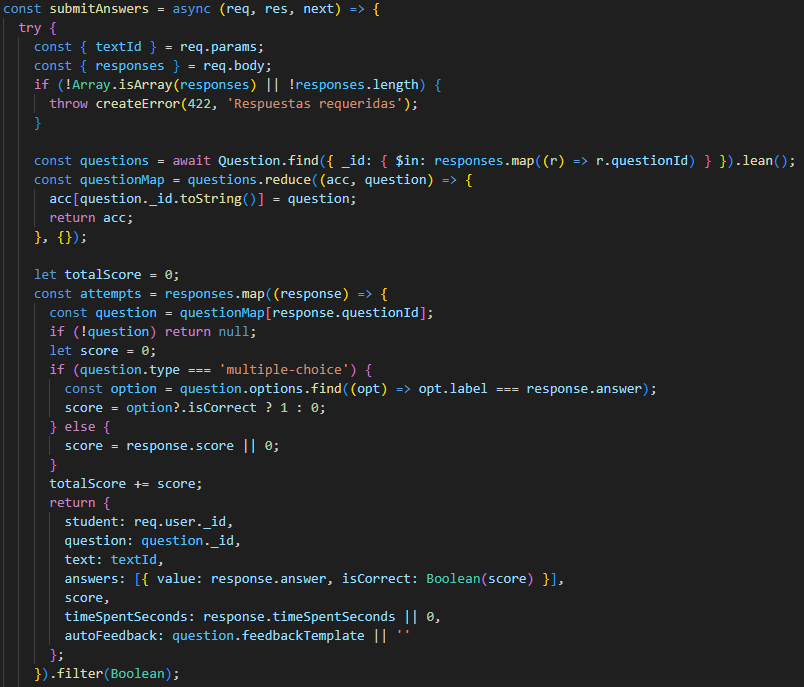 const submitAnswers = async (req, res, next) => {
  try {
    const { textId } = req.params;
    const { responses } = req.body;
    if (!Array.isArray(responses) || !responses.length) {
      throw createError(422, 'Respuestas requeridas');
    }

    const questions = await Question.find({ _id: { $in: responses.map((r) => r.questionId) } }).lean();
    const questionMap = questions.reduce((acc, question) => {
      acc[question._id.toString()] = question;
      return acc;
    }, {});

    let totalScore = 0;
    const attempts = responses.map((response) => {
      const question = questionMap[response.questionId];
      if (!question) return null;
      let score = 0;
      if (question.type === 'multiple-choice') {
        const option = question.options.find((opt) => opt.label === response.answer);
        score = option?.isCorrect ? 1 : 0;
      } else {
        score = response.score || 0;
      }
      totalScore += score;
      return {
        student: req.user._id,
        question: question._id,
        text: textId,
        answers: [{ value: response.answer, isCorrect: Boolean(score) }],
        score,
        timeSpentSeconds: response.timeSpentSeconds || 0,
        autoFeedback: question.feedbackTemplate || ''
      };
    }).filter(Boolean);